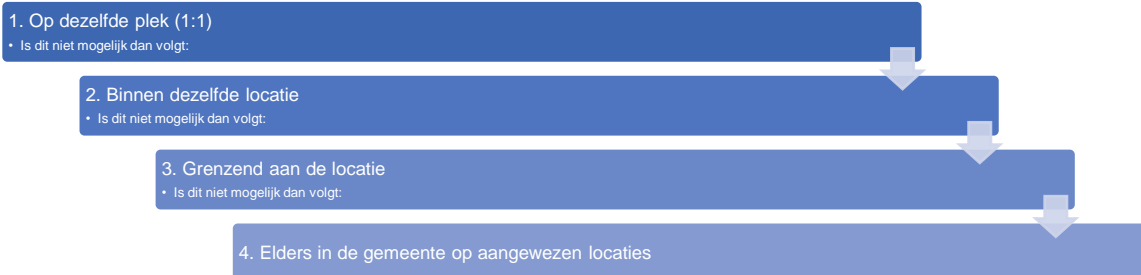 1. Op dezelfde plek (1:1)
• Is dit niet mogelijk dan volgt:
2. Binnen dezelfde locatie
• Is dit niet mogelijk dan volgt:
3. Grenzend aan de locatie
• Is dit niet mogelijk dan volgt:
4. Elders in de gemeente op aangewezen locaties